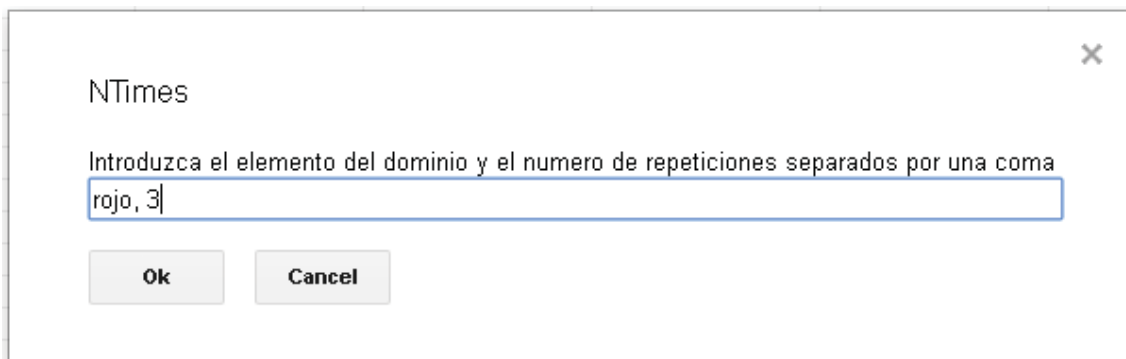 NTimes
Introduzca el elemento del dominio y el numero de repeticiones separados por una coma
rojo, 3
Ok Cancel